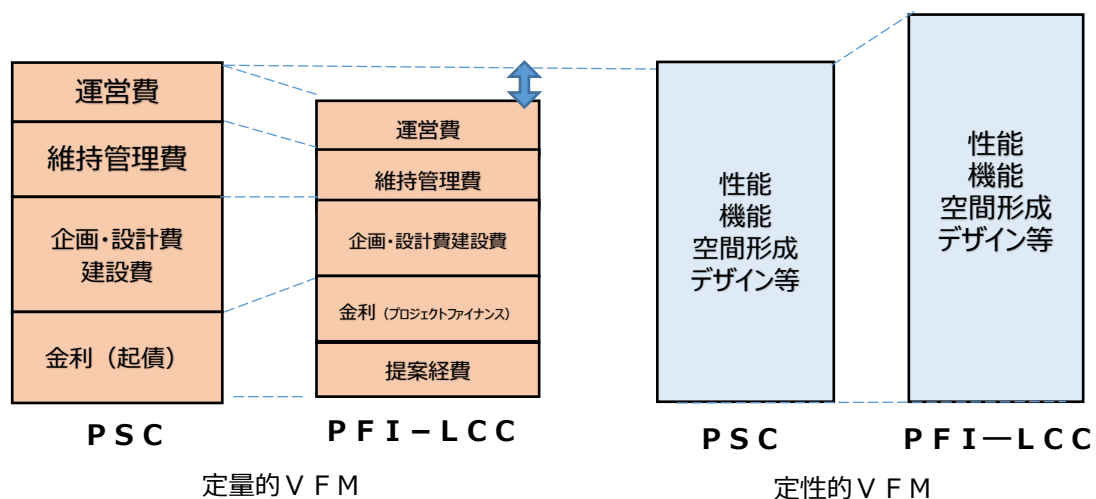 運営費
維持管理費
企画・設計費
建設費
金利（起債）
ＰＳＣ
運営費
維持管理費
企画・設計費建設費
金利（プロジェクトファイナンス）
提案経費
ＰＦＩ－ＬＣＣ
定量的ＶＦＭ
性能
機能
空間形成
デザイン等
ＰＳＣ
性能
機能
空間形成
デザイン等
ＰＦＩ―ＬＣＣ
定性的ＶＦＭ